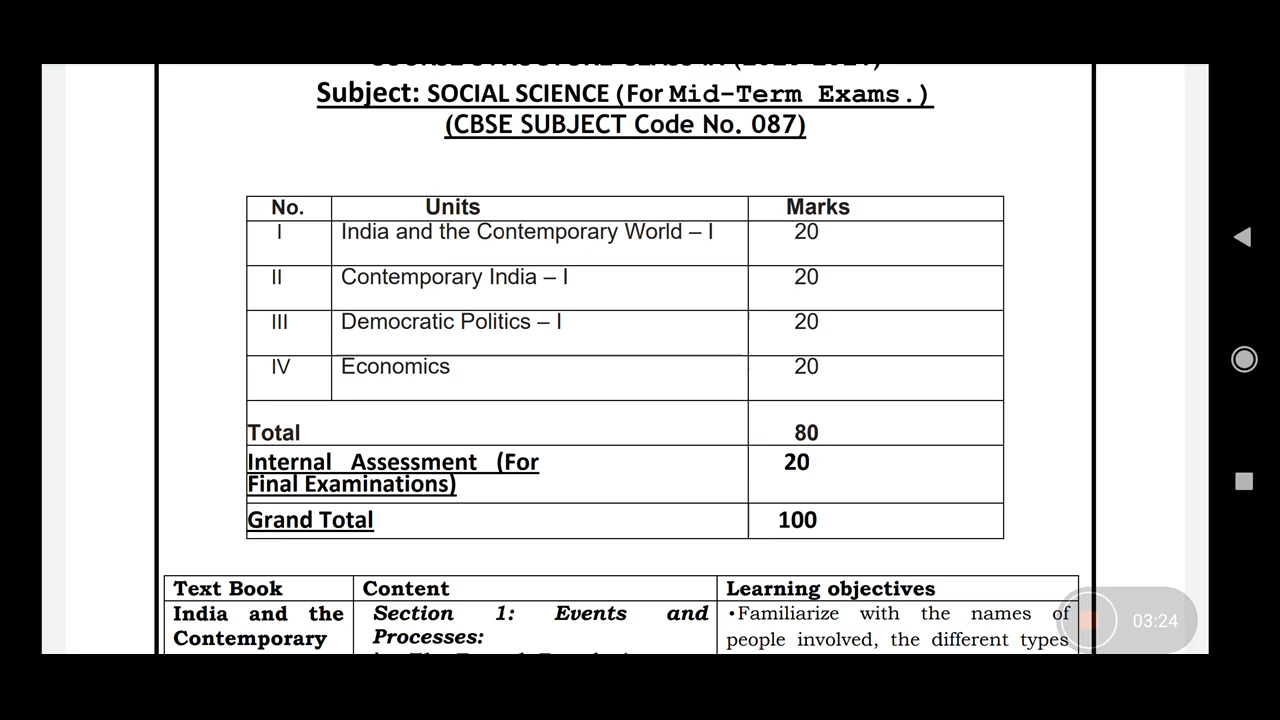 Subject: SOCIAL SCIENCE (For Mid-Term Exams.)
(CBSE SUBJECT Code No. 087)
No. Units Marks
I India and the Contemporary World – I 20
II Contemporary India – I 20
III Democratic Politics – I 20
IV Economics 20
Total 80
Internal Assessment (For 20
Final Examinations)
Grand Total 100
Text Book Content Learning objectives
India and the Section 1: Events and •Familiarize with the names of
Contemporary Processes: people involved, the different types
03:24